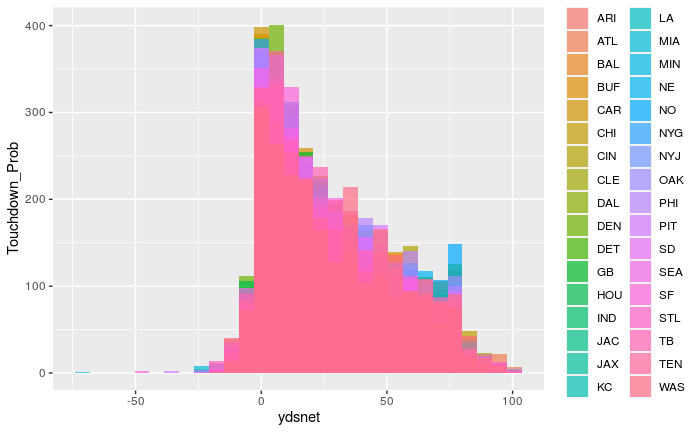 400
300
200
100
0
Touchdown_Prob
-50
0
50
100
ydsnet
ARI
ATL
BAL
BUF
CAR
CHI
CIN
CLE
DAL
DEN
DET
GB
HOU
IND
JAC
JAX
KC
LA
MIA
MIN
NE
NO
NYG
NYJ
OAK
PHI
PIT
SD
SEA
SF
STL
TB
TEN
WAS